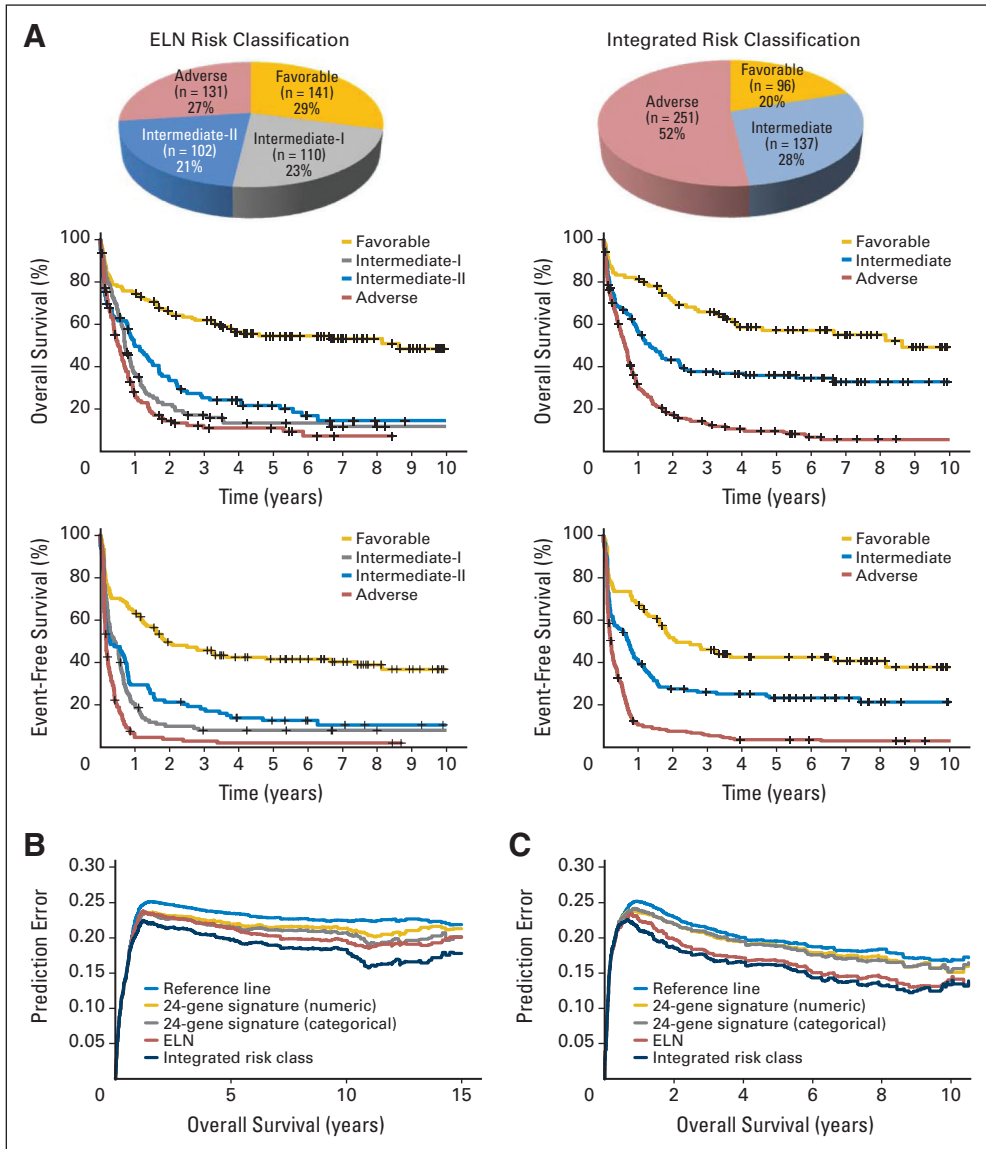 A
ELN Risk Classification
Adverse
(n = 131)
27%
Favorable
(n = 141)
29%
Intermediate-II
(n = 102)
21%
Intermediate-I
(n = 110)
23%
Integrated Risk Classification
Favorable
(n = 96)
20%
Adverse
(n = 251)
52%
Intermediate
(n = 137)
28%
Overall Survival (%)
100
80
60
40
20
0
1 2 3 4 5 6 7 8 9 10
Time (years)
Favorable
Intermediate-I
Intermediate-II
Adverse
Overall Survival (%)
100
80
60
40
20
0
1 2 3 4 5 6 7 8 9 10
Time (years)
Favorable
Intermediate
Adverse
Event-Free Survival (%)
100
80
60
40
20
0
1 2 3 4 5 6 7 8 9 10
Time (years)
Favorable
Intermediate-I
Intermediate-II
Adverse
Event-Free Survival (%)
100
80
60
40
20
0
1 2 3 4 5 6 7 8 9 10
Time (years)
Favorable
Intermediate
Adverse
B
Prediction Error
0.30
0.25
0.20
0.15
0.10
0.05
0 5 10 15
Overall Survival (years)
Reference line
24-gene signature (numeric)
24-gene signature (categorical)
ELN
Integrated risk class
C
Prediction Error
0.30
0.25
0.20
0.15
0.10
0.05
0 2 4 6 8 10
Overall Survival (years)
Reference line
24-gene signature (numeric)
24-gene signature (categorical)
ELN
Integrated risk class